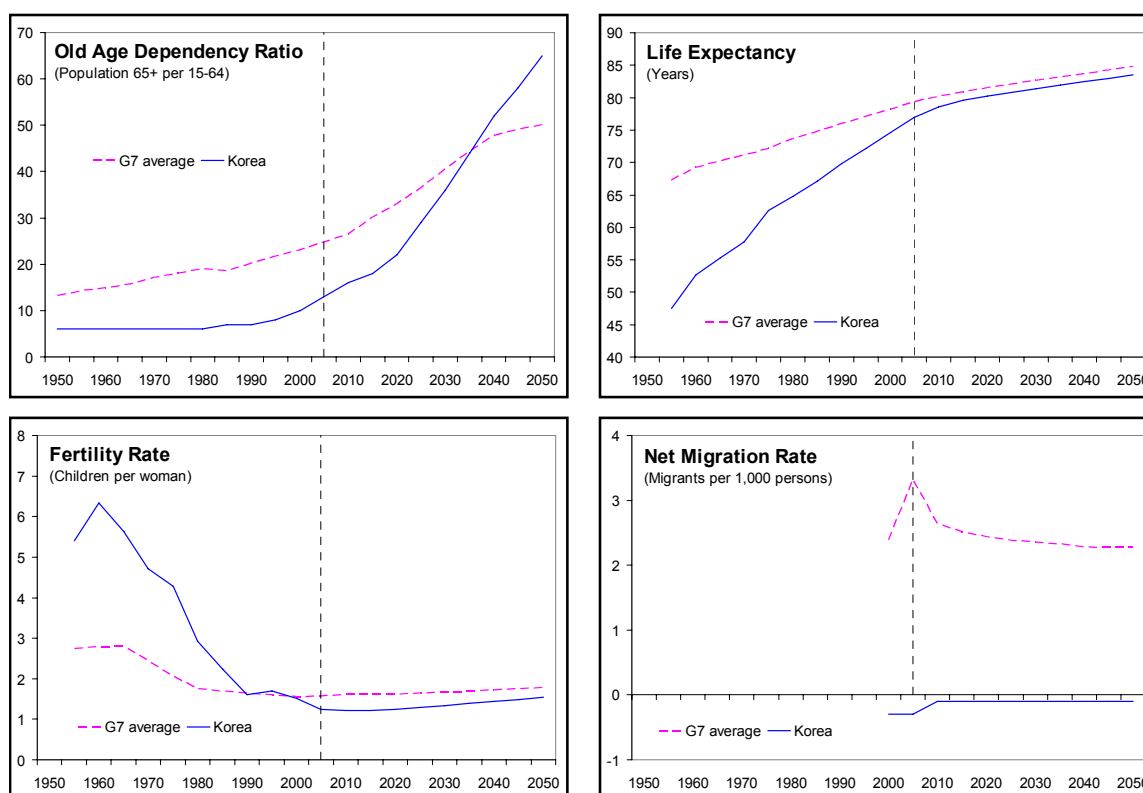 Old Age Dependency Ratio
(Population 65+ per 15-64)
70
60
50
40
30
20
10
0
G7 average Korea
1950 1960 1970 1980 1990 2000 2010 2020 2030 2040 2050
Life Expectancy
(Years)
90
85
80
75
70
65
60
55
50
45
40
G7 average Korea
1950 1960 1970 1980 1990 2000 2010 2020 2030 2040 2050
Fertility Rate
(Children per woman)
8
7
6
5
4
3
2
1
0
G7 average Korea
1950 1960 1970 1980 1990 2000 2010 2020 2030 2040 2050
Net Migration Rate
(Migrants per 1,000 persons)
4
3
2
1
0
-1
G7 average Korea
1950 1960 1970 1980 1990 2000 2010 2020 2030 2040 2050